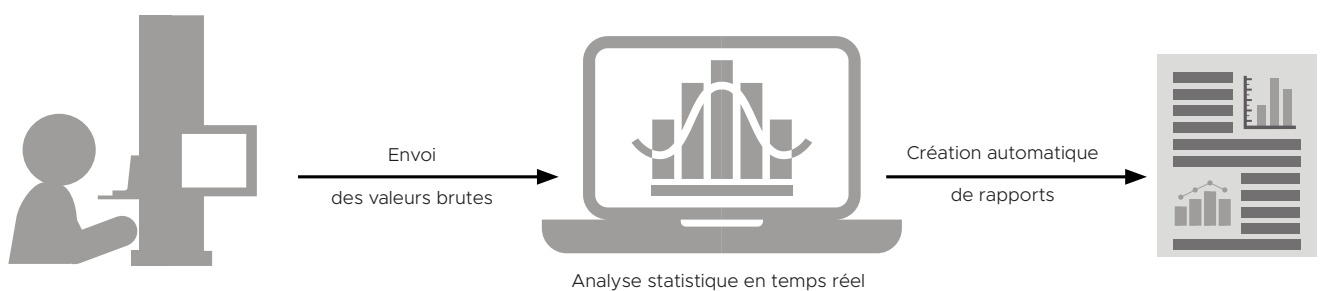 Envoi
des valeurs brutes
Création automatique
de rapports
Analyse statistique en temps réel